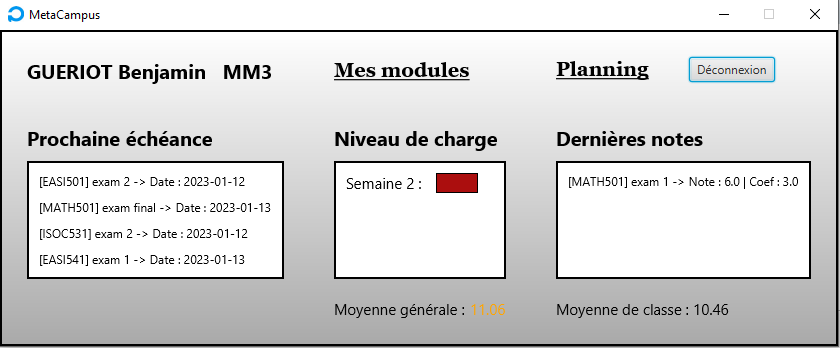 MetaCampus
GUERIOT Benjamin MM3
Mes modules
Planning
Déconnexion
Prochaine échéance
[EASI501] exam 2 -> Date : 2023-01-12
[MATH501] exam final -> Date : 2023-01-13
[ISOC531] exam 2 -> Date : 2023-01-12
[EASI541] exam 1 -> Date : 2023-01-13
Niveau de charge
Semaine 2 :
Dernières notes
[MATH501] exam 1 -> Note : 6.0 | Coef : 3.0
Moyenne générale : 11.06
Moyenne de classe : 10.46